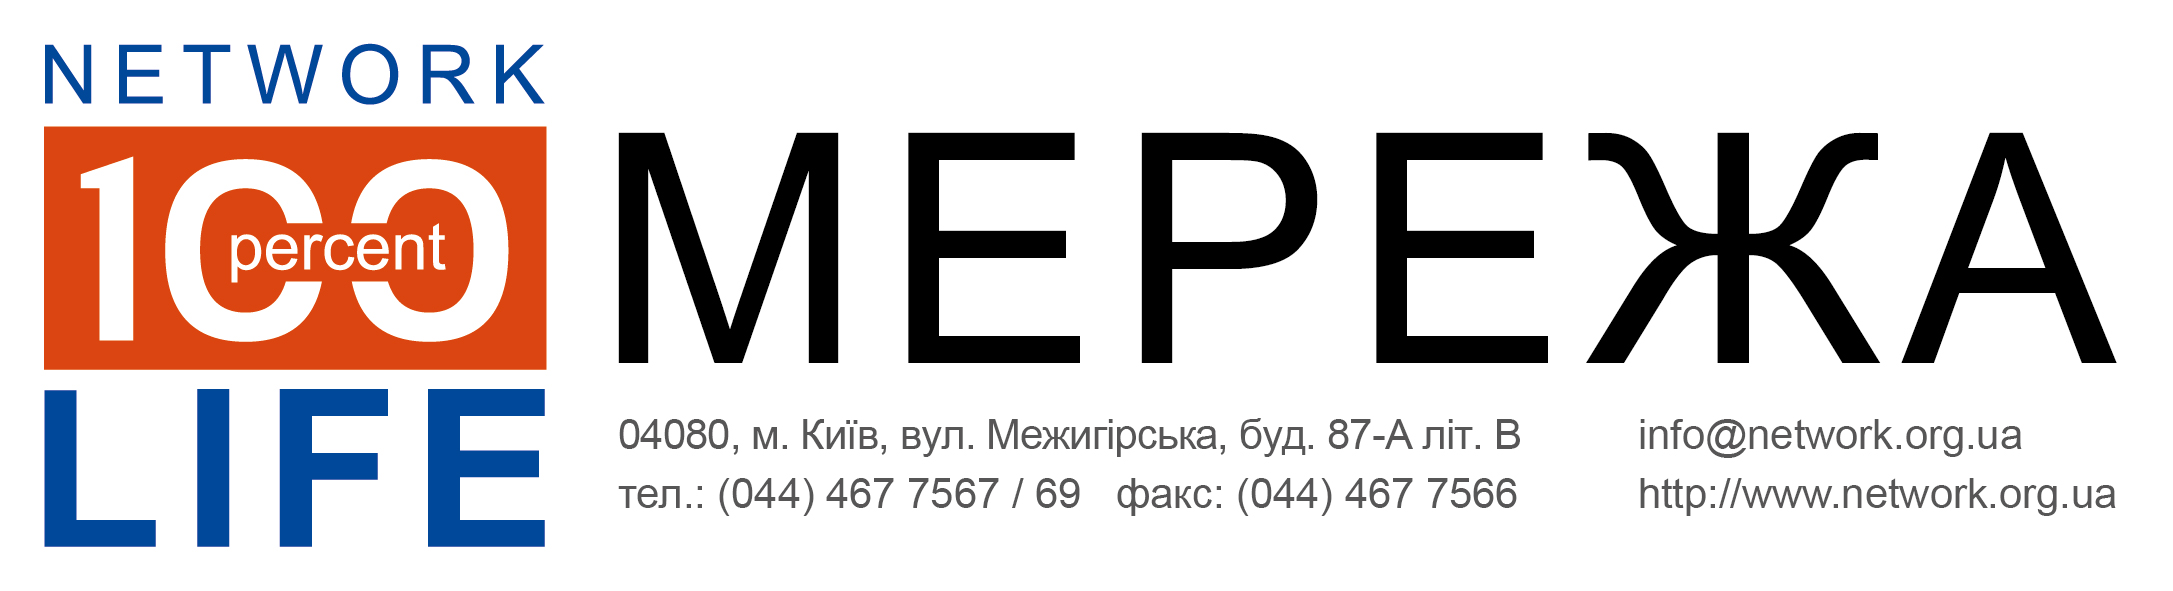 NETWORK
100
percent
LIFE
МЕРЕЖА
04080, м. Київ, вул. Межигірська, буд. 87-А літ. В
тел.: (044) 467 7567 / 69 факс: (044) 467 7566
info@network.org.ua
http://www.network.org.ua